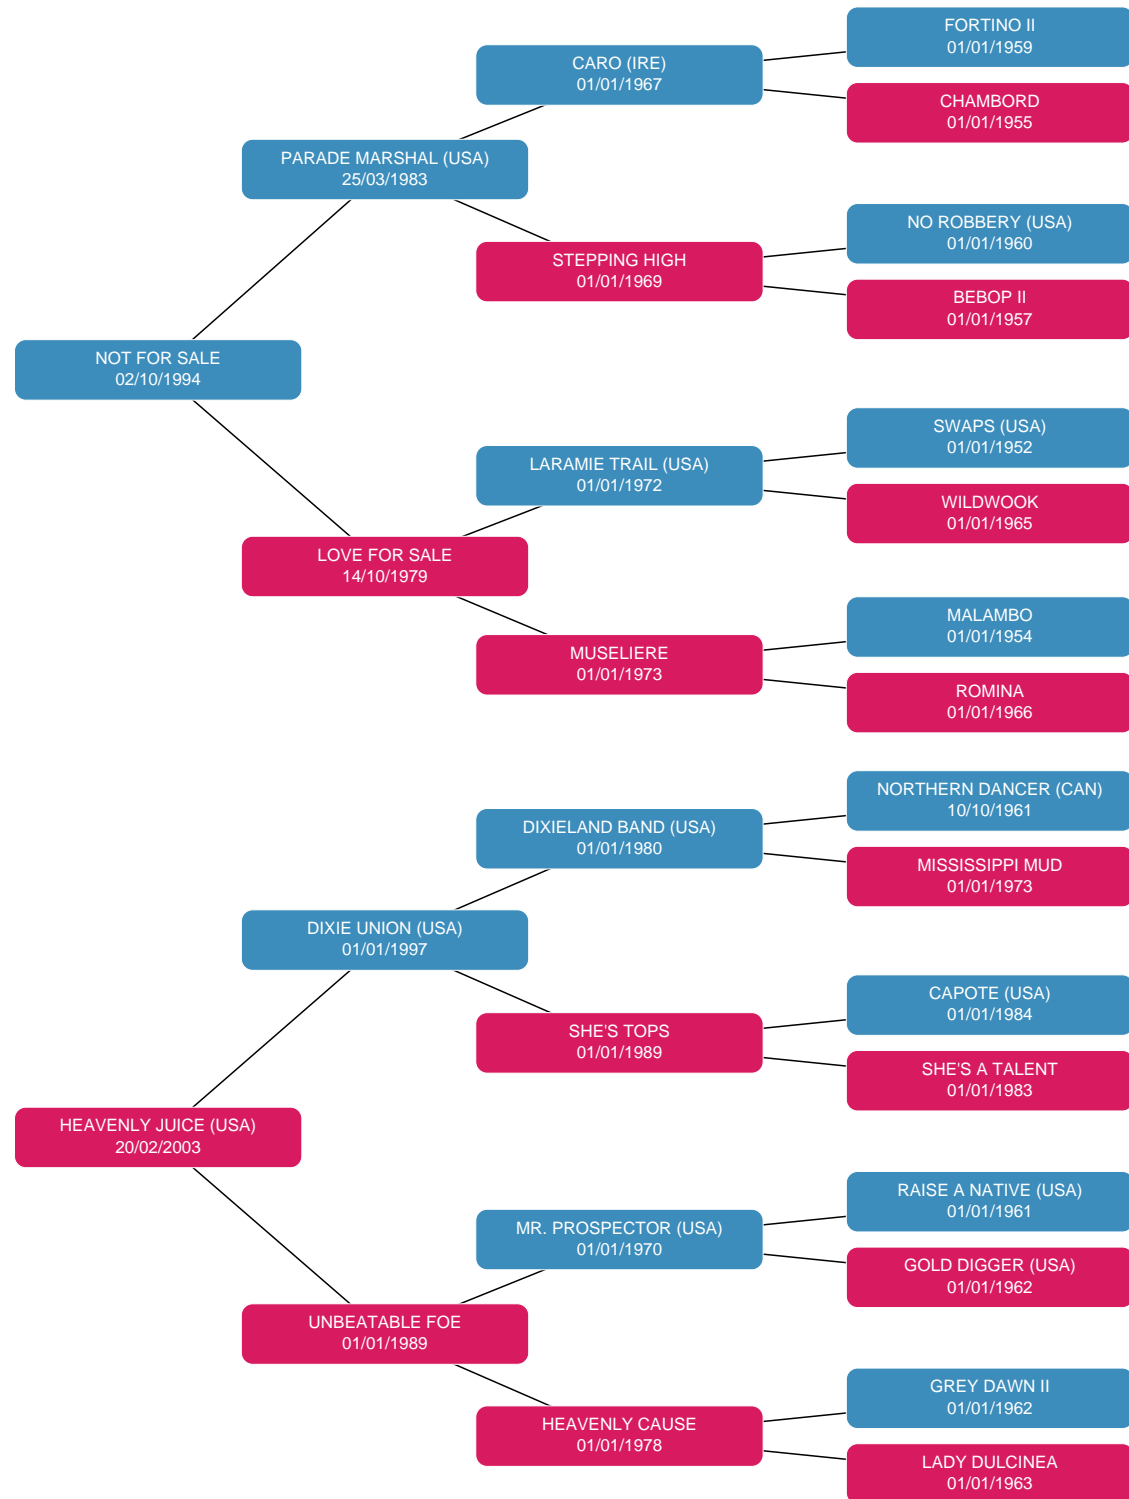 FORTINO II
01/01/1959
CARO (IRE)
01/01/1967
CHAMBORD
01/01/1955
PARADE MARSHAL (USA)
25/03/1983
NO ROBBERY (USA)
01/01/1960
STEPPING HIGH
01/01/1969
BEBOP II
01/01/1957
NOT FOR SALE
02/10/1994
SWAPS (USA)
01/01/1952
LARAMIE TRAIL (USA)
01/01/1972
WILDWOOK
01/01/1965
LOVE FOR SALE
14/10/1979
MALAMBO
01/01/1954
MUSELIERE
01/01/1973
ROMINA
01/01/1966
NORTHERN DANCER (CAN)
10/10/1961
DIXIELAND BAND (USA)
01/01/1980
MISSISSIPPI MUD
01/01/1973
DIXIE UNION (USA)
01/01/1997
CAPOTE (USA)
01/01/1984
SHE'S TOPS
01/01/1989
SHE'S A TALENT
01/01/1983
HEAVENLY JUICE (USA)
20/02/2003
RAISE A NATIVE (USA)
01/01/1961
MR. PROSPECTOR (USA)
01/01/1970
GOLD DIGGER (USA)
01/01/1962
UNBEATABLE FOE
01/01/1989
GREY DAWN II
01/01/1962
HEAVENLY CAUSE
01/01/1978
LADY DULCINEA
01/01/1963